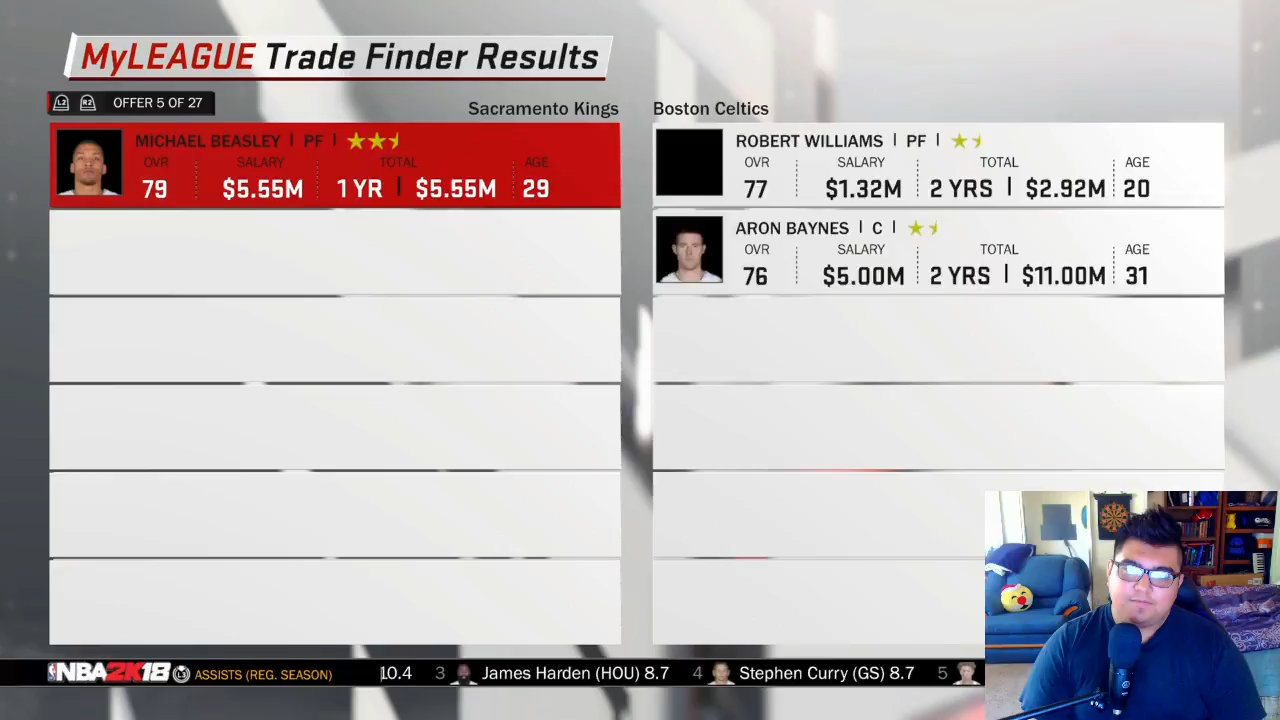 MyLEAGUE Trade Finder Results
L2 R2 OFFER 5 OF 27
Sacramento Kings
Boston Celtics
MICHAEL BEASLEY | PF |
OVR SALARY TOTAL AGE
79 $5.55M 1 YR | $5.55M 29
ROBERT WILLIAMS | PF |
OVR SALARY TOTAL AGE
77 $1.32M 2 YRS | $2.92M 20
ARON BAYNES | C |
OVR SALARY TOTAL AGE
76 $5.00M 2 YRS | $11.00M 31
NBA2K18 ASSISTS (REG. SEASON) 10.4 3 James Harden (HOU) 8.7 4 Stephen Curry (GS) 8.7 5